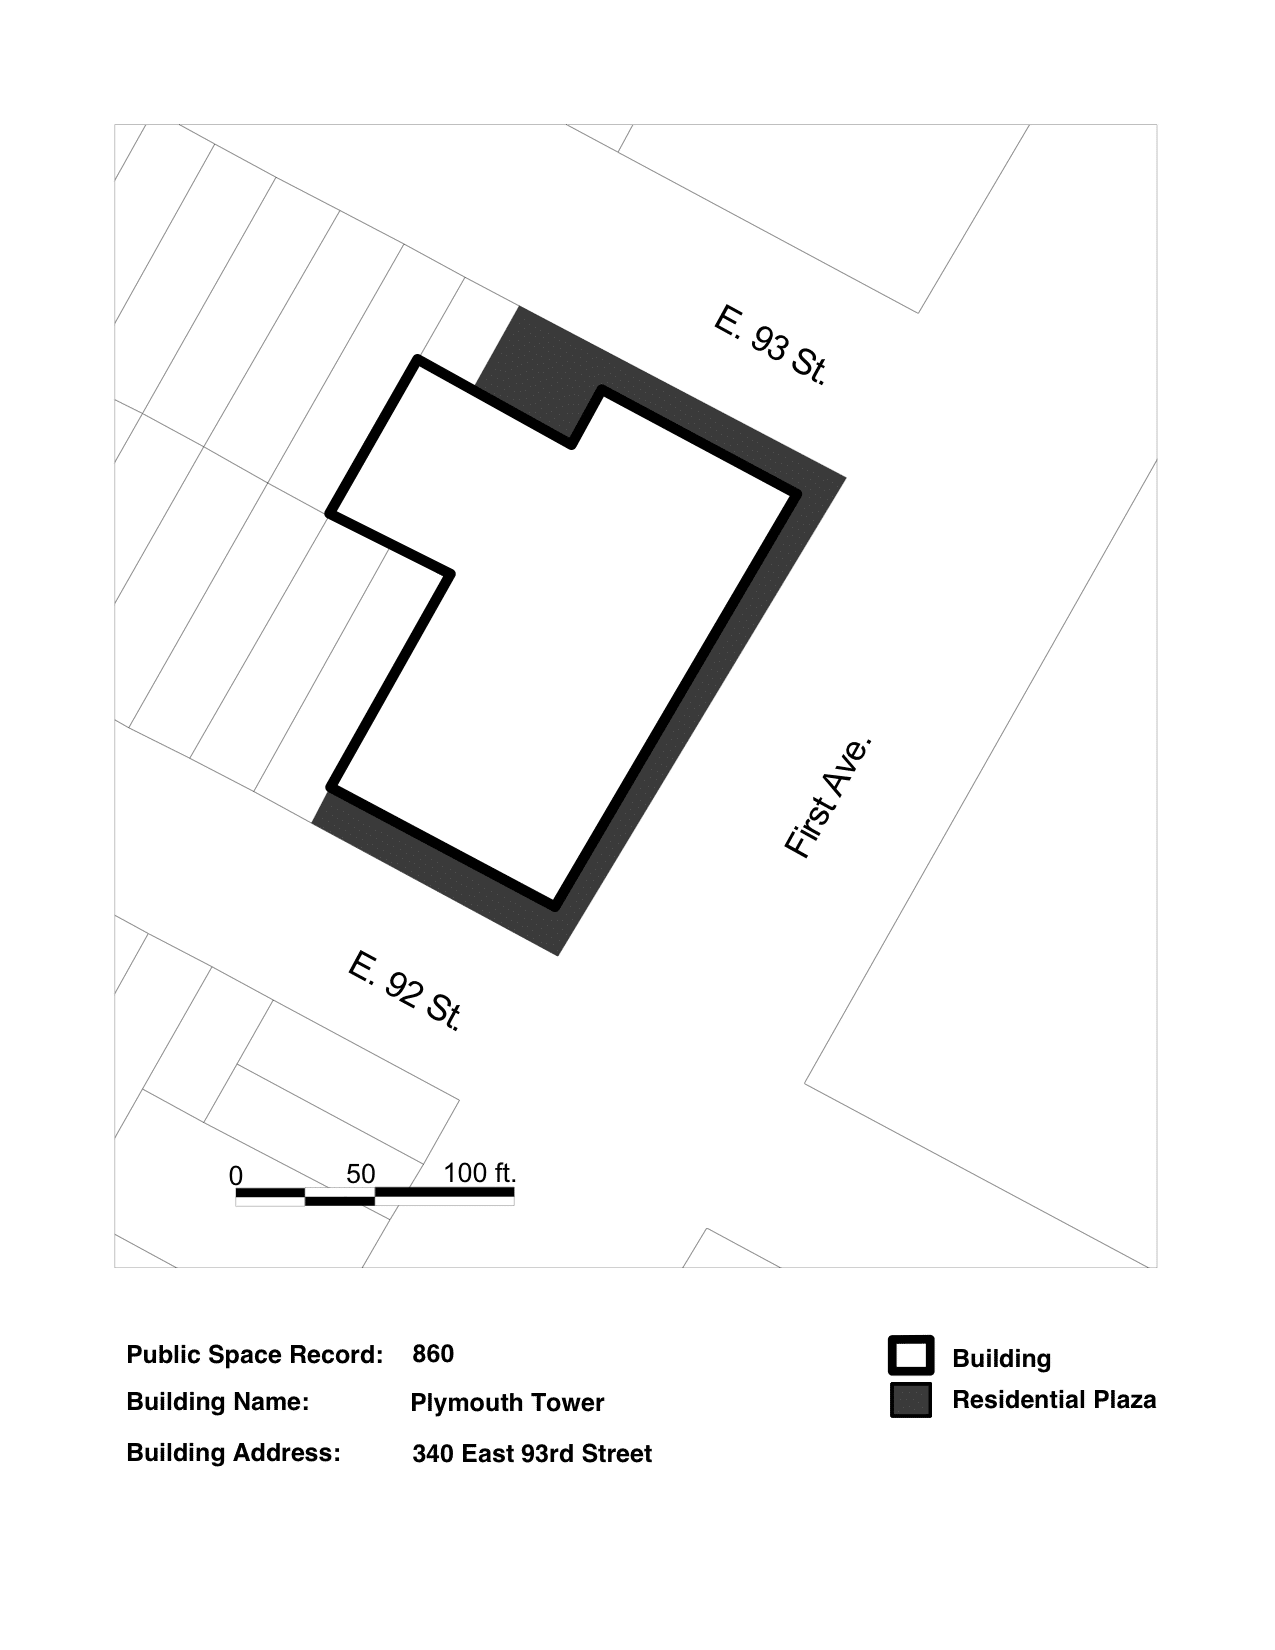 E. 93 St.
First Ave.
E. 92 St.
0 50 100 ft.
Public Space Record: 860
Building Name: Plymouth Tower
Building Address: 340 East 93rd Street
Building
Residential Plaza